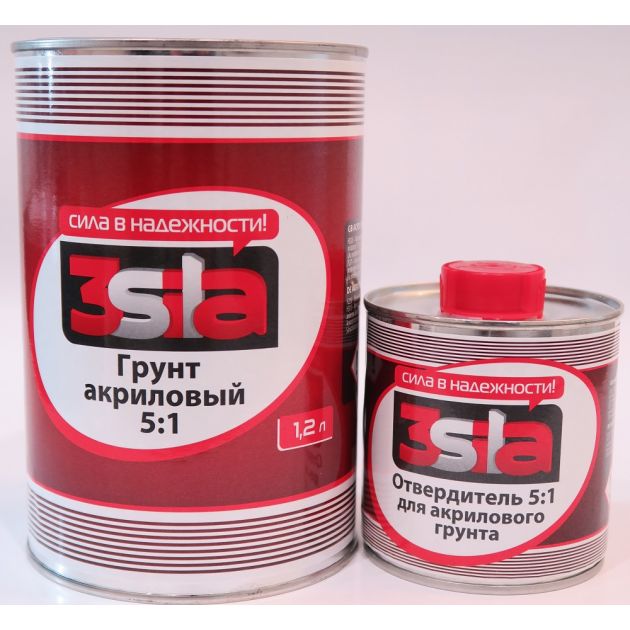 сила в надежности!
3sila
Грунт
акриловый
5:1
1,2 л
сила в надежности!
3sila
Отвердитель 5:1
для акрилового
грунта